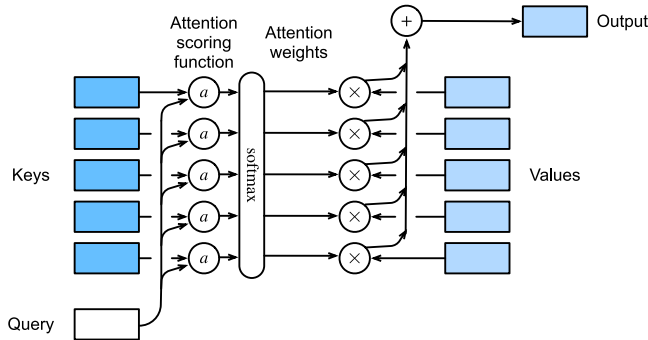 Attention
scoring
function
Attention
weights
+
Output
a
×
a
×
Keys
a
softmax
×
Values
a
×
a
×
Query